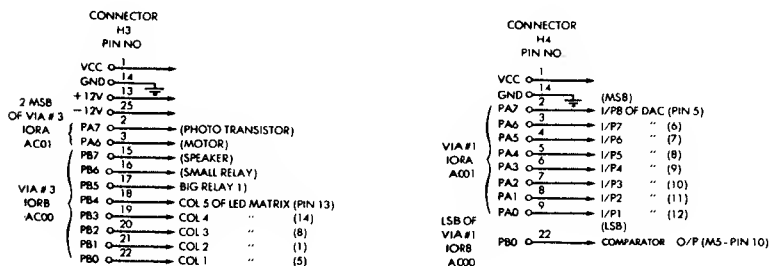 CONNECTOR
H3
PIN NO
VCC 1
GND 14
+12V 13
-12V 25
2 MSB
OF VIA # 3
IORA
AC01
PA7 2 (PHOTO TRANSISTOR)
PA6 3 (MOTOR)
PB7 15 (SPEAKER)
PB6 16 (SMALL RELAY)
PB5 17 BIG RELAY 1)
PB4 18 COL 5 OF LED MATRIX (PIN 13)
PB3 19 COL 4 " (14)
PB2 20 COL 3 " (8)
PB1 21 COL 2 " (1)
PB0 22 COL 1 " (5)
VIA # 3
IORB
AC00
CONNECTOR
H4
PIN NO.
VCC 1
GND 14
(MSB)
PA7 2 I/P8 OF DAC (PIN 5)
PA6 3 I/P7 " (6)
PA5 4 I/P6 " (7)
PA4 5 I/P5 " (8)
PA3 6 I/P4 " (9)
PA2 7 I/P3 " (10)
PA1 8 I/P2 " (11)
PA0 9 I/P1 " (12)
(LSB)
VIA#1
IORA
A001
LSB OF
VIA#1
IORB
A000
PB0 22 COMPARATOR O/P (M5-PIN 10)